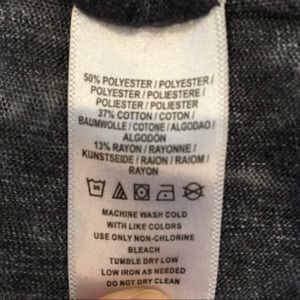 50% POLYESTER / POLYESTER /
POLYESTER / POLIESTERE /
POLIESTER / POLIESTER
37% COTTON / COTON /
BAUMWOLLE / COTONE / ALGODAO /
ALGODÓN
13% RAYON / RAYONNE /
KUNSTSEIDE / RAION / RAIOM /
RAYON
30
MACHINE WASH COLD
WITH LIKE COLORS
USE ONLY NON-CHLORINE
BLEACH
TUMBLE DRY LOW
LOW IRON AS NEEDED
DO NOT DRY CLEAN